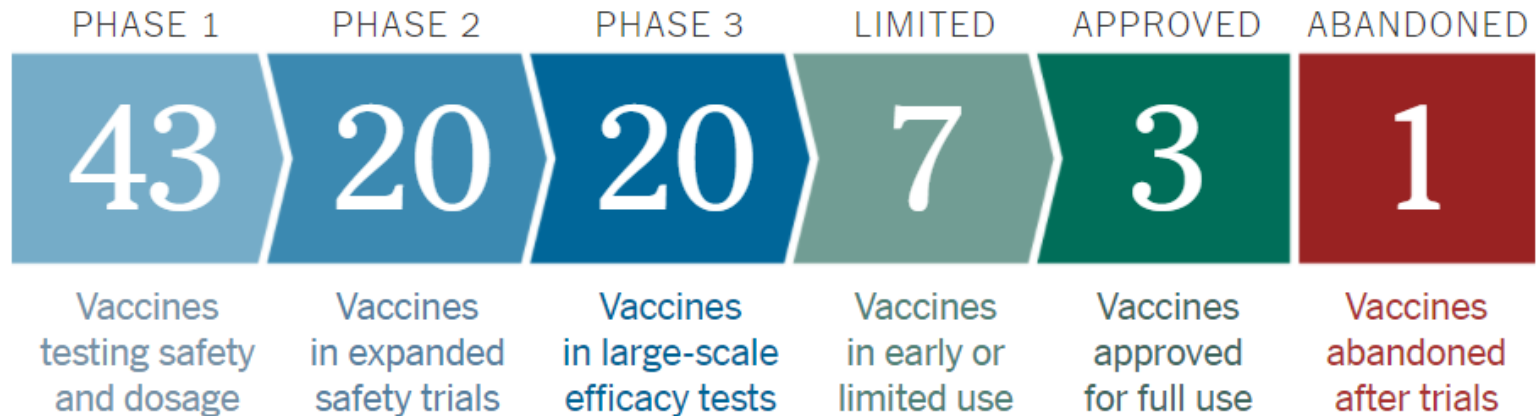 PHASE 1 PHASE 2 PHASE 3 LIMITED APPROVED ABANDONED
43 20 20 7 3 1
Vaccines Vaccines Vaccines Vaccines Vaccines Vaccines
testing safety in expanded in large-scale in early or approved abandoned
and dosage safety trials efficacy tests limited use for full use after trials